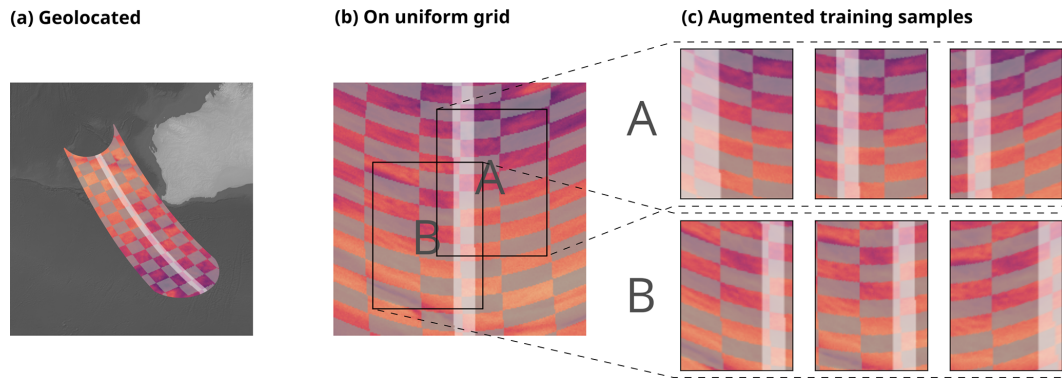 (a) Geolocated
(b) On uniform grid
(c) Augmented training samples
A
B
A
B